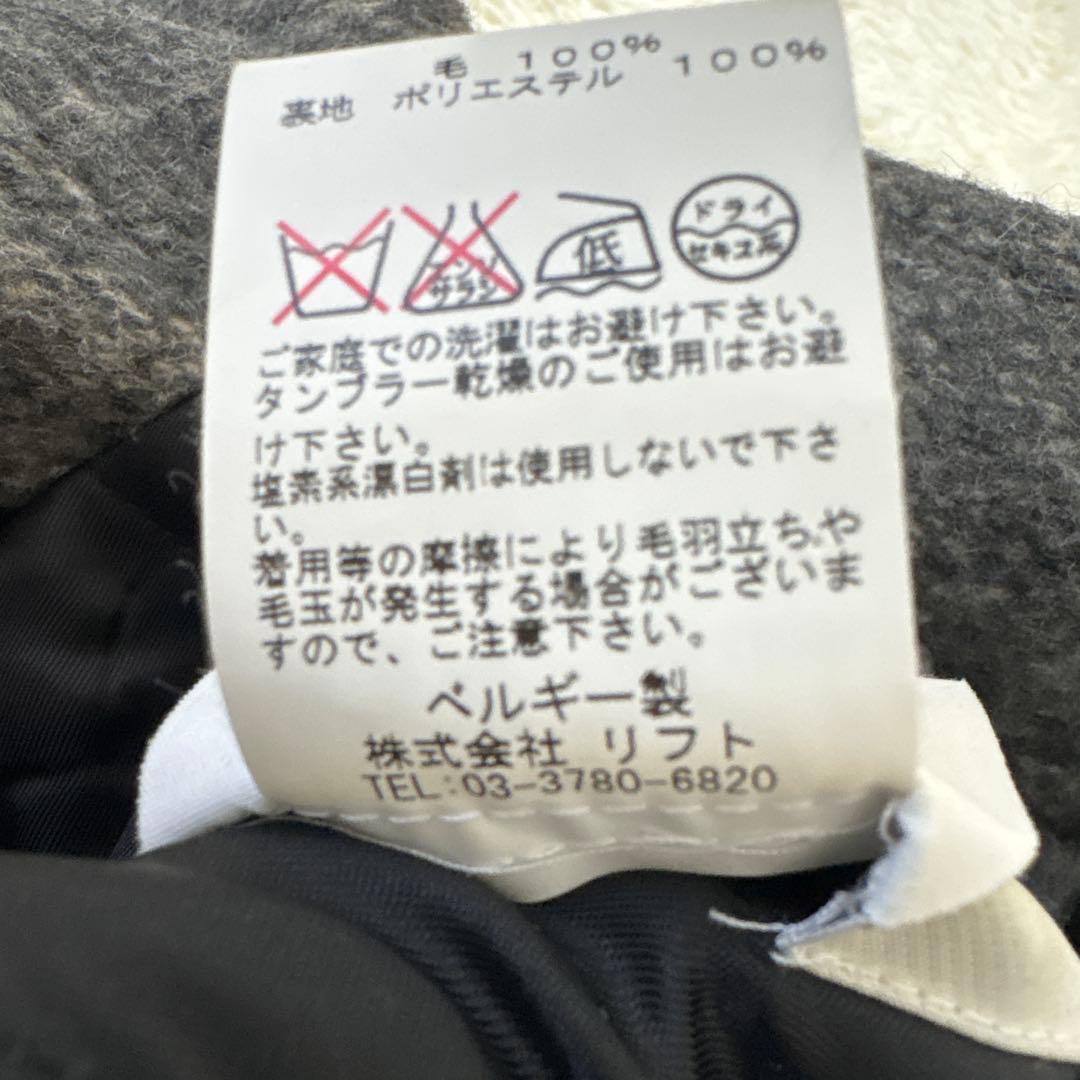 毛 100%
裏地 ポリエステル 100%
エンソ
サラシ
低
ドライ
セキユ系
ご家庭での洗濯はお避け下さい。
タンブラー乾燥のご使用はお避
け下さい。
塩素系漂白剤は使用しないで下さ
い。
着用等の摩擦により毛羽立ちや
毛玉が発生する場合がございま
すので、ご注意下さい。
ベルギー製
株式会社 リフト
TEL:03-3780-6820